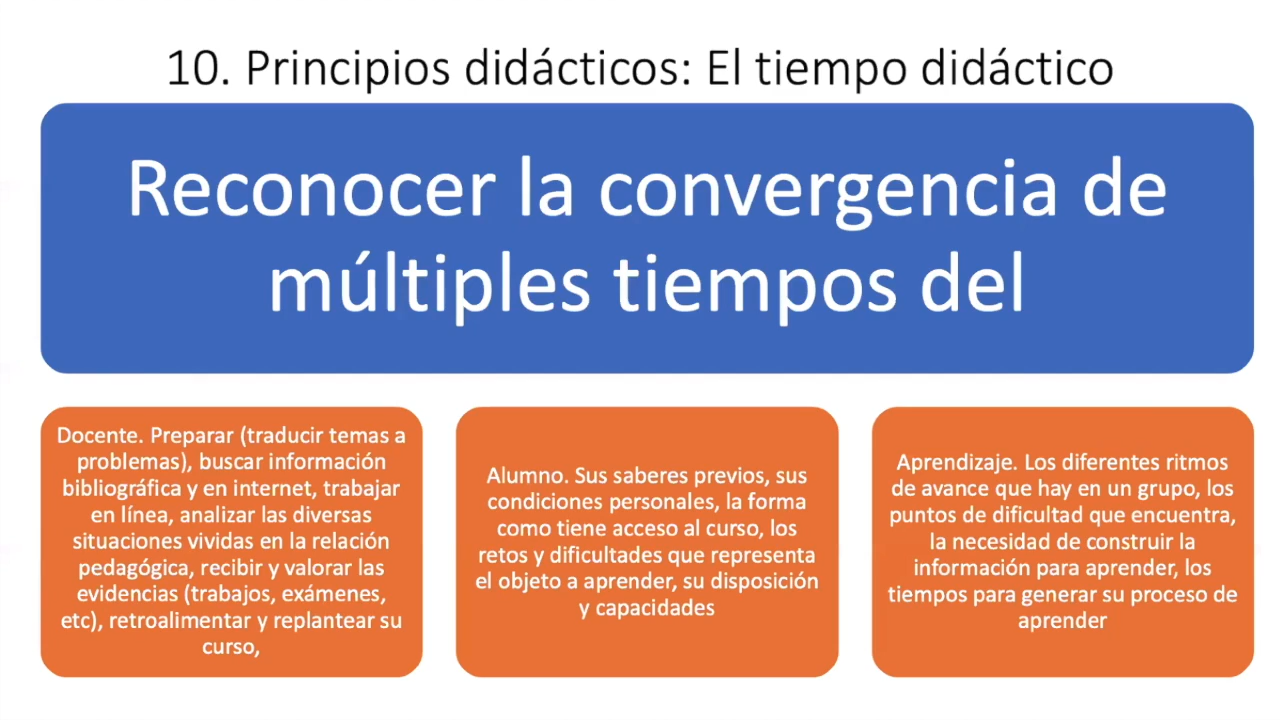 10. Principios didácticos: El tiempo didáctico
Reconocer la convergencia de
múltiples tiempos del
Docente. Preparar (traducir temas a
problemas), buscar información
bibliográfica y en internet, trabajar
en línea, analizar las diversas
situaciones vividas en la relación
pedagógica, recibir y valorar las
evidencias (trabajos, exámenes,
etc), retroalimentar y replantear su
curso,
Alumno. Sus saberes previos, sus
condiciones personales, la forma
como tiene acceso al curso, los
retos y dificultades que representa
el objeto a aprender, su disposición
y capacidades
Aprendizaje. Los diferentes ritmos
de avance que hay en un grupo, los
puntos de dificultad que encuentra,
la necesidad de construir la
información para aprender, los
tiempos para generar su proceso de
aprender